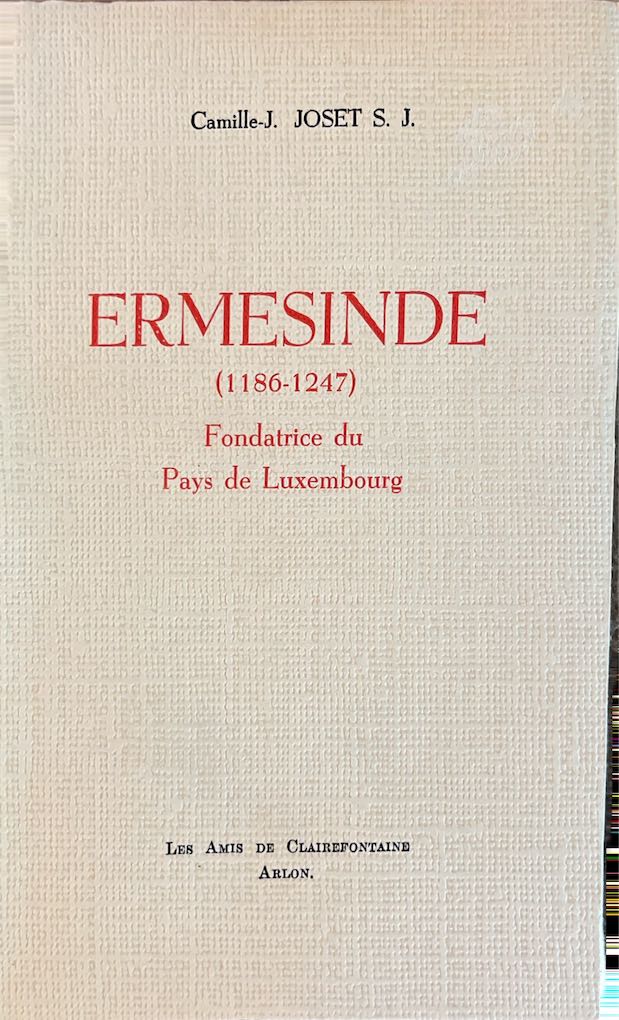 Camille-J. JOSET S. J.
ERMESINDE
(1186-1247)
Fondatrice du
Pays de Luxembourg
Les Amis de Clairefontaine
Arlon.